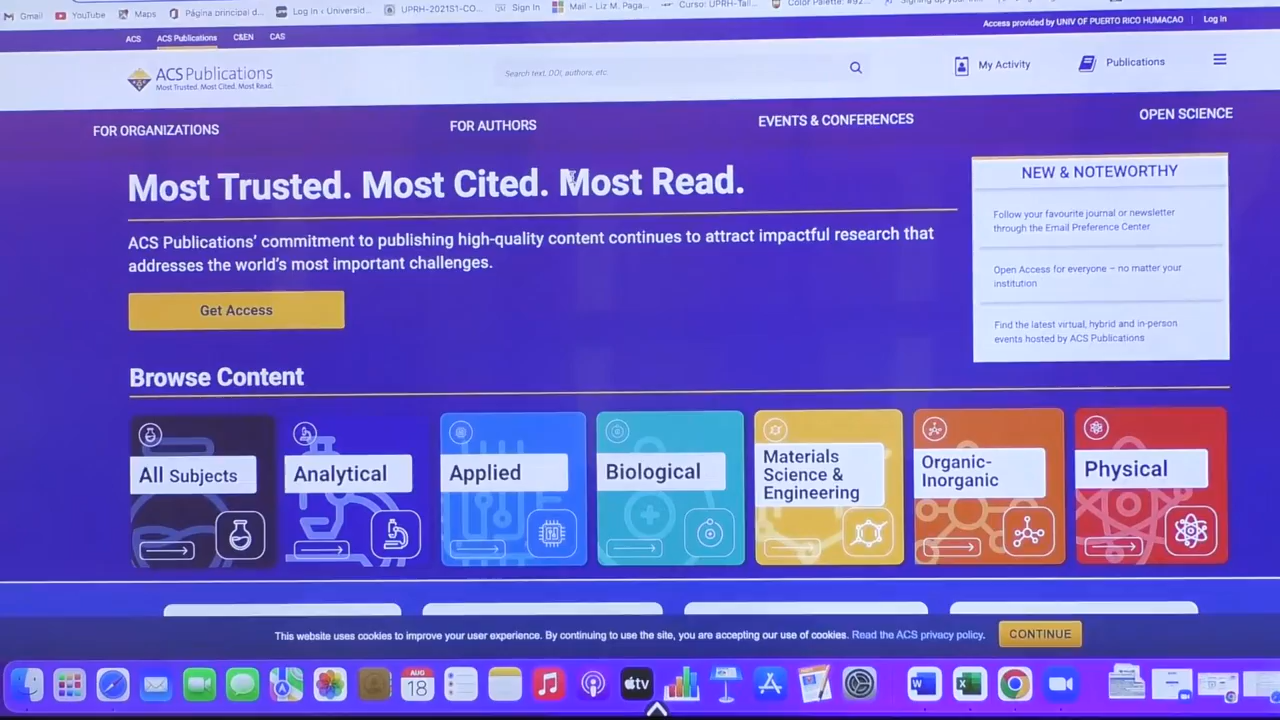 Gmail
YouTube
Maps
Página principal d...
Log In ‹ Universid...
UPRH-2021S1-CO...
Sign In
Mail - Liz M. Paga...
Curso: UPRH-Tall...
Color Palette: #92...
ACS
ACS Publications
C&EN
CAS
Access provided by UNIV OF PUERTO RICO HUMACAO
Log In
ACS Publications
Most Trusted. Most Cited. Most Read.
Search text, DOI, authors, etc.
My Activity
Publications
FOR ORGANIZATIONS
FOR AUTHORS
EVENTS & CONFERENCES
OPEN SCIENCE
Most Trusted. Most Cited. Most Read.
ACS Publications’ commitment to publishing high-quality content continues to attract impactful research that
addresses the world’s most important challenges.
Get Access
NEW & NOTEWORTHY
Follow your favourite journal or newsletter
through the Email Preference Center
Open Access for everyone – no matter your
institution
Find the latest virtual, hybrid and in-person
events hosted by ACS Publications
Browse Content
All Subjects
Analytical
Applied
Biological
Materials
Science &
Engineering
Organic-
Inorganic
Physical
This website uses cookies to improve your user experience. By continuing to use the site, you are accepting our use of cookies. Read the ACS privacy policy.
CONTINUE
AUG
18
tv
W
X